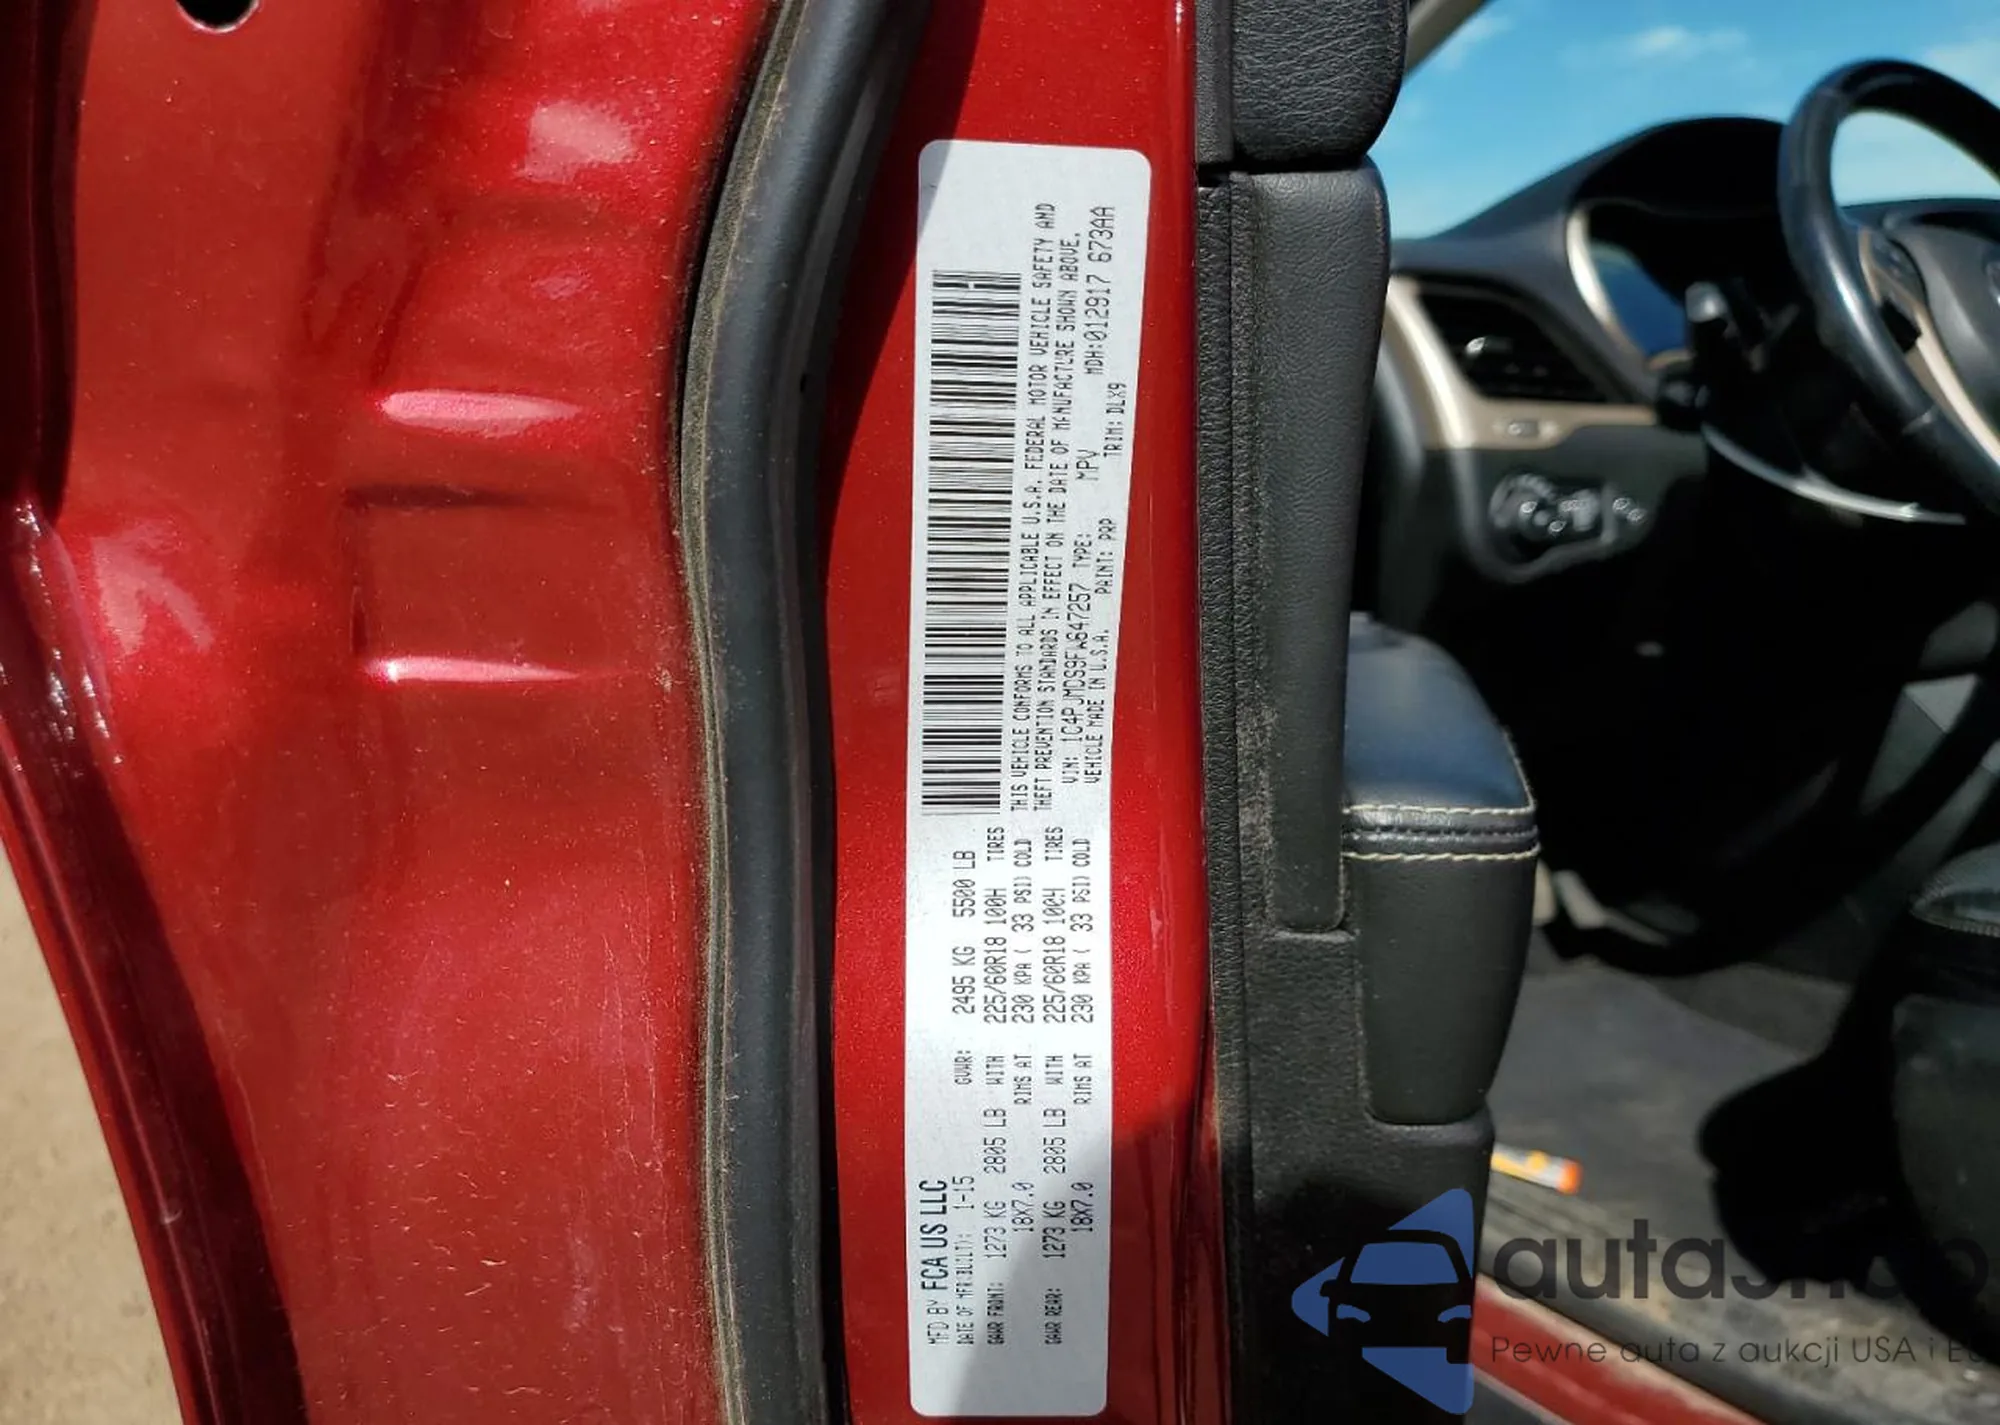 MFD BY FCA US LLC
DATE OF MFR(BLILT): 1-15 GVWR: 2495 KG 5500 LB
GAWR FRONT: 1273 KG 2805 LB WITH 225/60R18 100H TIRES
18X7.0 RIMS AT 230 KPA ( 33 PSI) COLD
GAWR REAR: 1273 KG 2805 LB WITH 225/60R18 100H TIRES
18X7.0 RIMS AT 230 KPA ( 33 PSI) COLD
THIS VEHICLE CONFORMS TO ALL APPLICABLE U.S.A. FEDERAL MOTOR VEHICLE SAFETY AND
THEFT PREVENTION STANDARDS IN EFFECT ON THE DATE OF MANUFACTURE SHOWN ABOVE.
VIN: 1C4PJMDS9FW647257 TYPE: MPV MDH:012917 673AA
VEHICLE MADE IN U.S.A. PAINT: PRP TRIM: DLX9
autashop
Pewne auta z aukcji USA i Eu